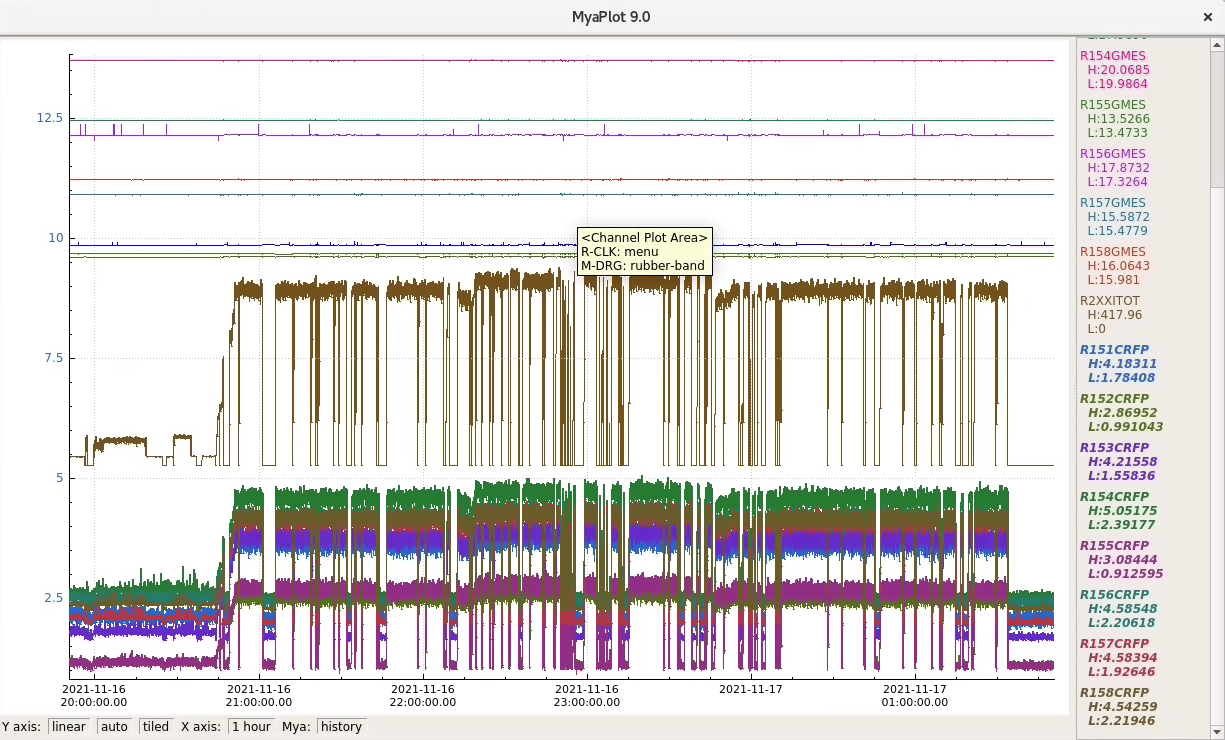 MyaPlot 9.0
×
12.5
10
7.5
5
2.5
<Channel Plot Area>
R-CLK: menu
M-DRG: rubber-band
2021-11-16
20:00:00.00
2021-11-16
21:00:00.00
2021-11-16
22:00:00.00
2021-11-16
23:00:00.00
2021-11-17
2021-11-17
01:00:00.00
R154GMES
H:20.0685
L:19.9864
R155GMES
H:13.5266
L:13.4733
R156GMES
H:17.8732
L:17.3264
R157GMES
H:15.5872
L:15.4779
R158GMES
H:16.0643
L:15.981
R2XXITOT
H:417.96
L:0
R151CRFP
H:4.18311
L:1.78408
R152CRFP
H:2.86952
L:0.991043
R153CRFP
H:4.21558
L:1.55836
R154CRFP
H:5.05175
L:2.39177
R155CRFP
H:3.08444
L:0.912595
R156CRFP
H:4.58548
L:2.20618
R157CRFP
H:4.58394
L:1.92646
R158CRFP
H:4.54259
L:2.21946
Y axis: linear auto tiled X axis: 1 hour Mya: history